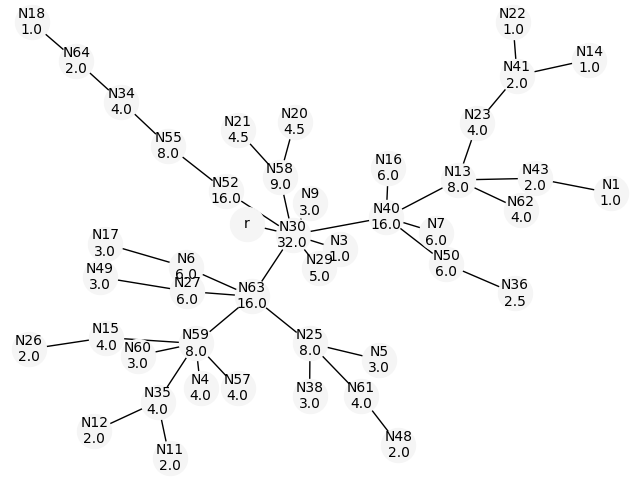 N18
1.0
N22
1.0
N64
2.0
N14
1.0
N41
2.0
N34
4.0
N21
4.5
N20
4.5
N23
4.0
N55
8.0
N16
6.0
N58
9.0
N13
8.0
N43
2.0
N1
1.0
N52
16.0
N9
3.0
N62
4.0
r
N30
32.0
N40
16.0
N7
6.0
N3
1.0
N17
3.0
N6
6.0
N29
5.0
N50
6.0
N49
3.0
N27
6.0
N63
16.0
N36
2.5
N26
2.0
N15
4.0
N60
3.0
N59
8.0
N25
8.0
N5
3.0
N4
4.0
N57
4.0
N38
3.0
N61
4.0
N35
4.0
N12
2.0
N11
2.0
N48
2.0